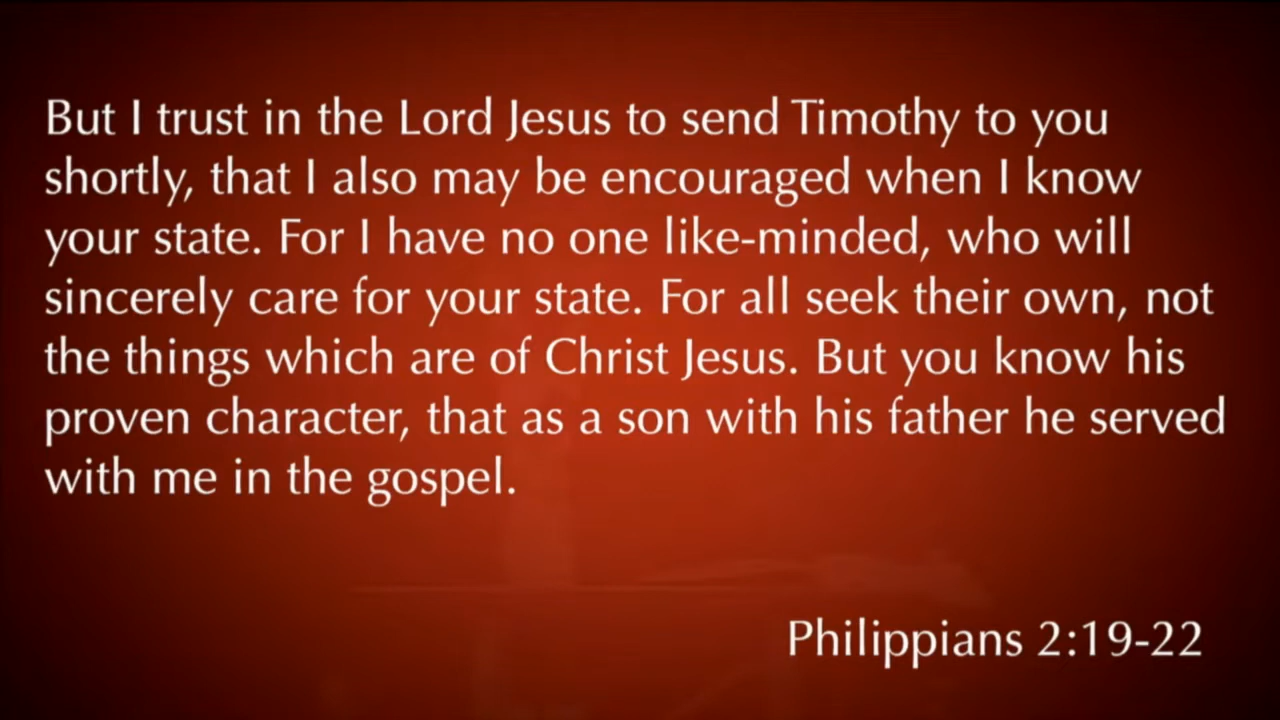 But I trust in the Lord Jesus to send Timothy to you
shortly, that I also may be encouraged when I know
your state. For I have no one like-minded, who will
sincerely care for your state. For all seek their own, not
the things which are of Christ Jesus. But you know his
proven character, that as a son with his father he served
with me in the gospel.
Philippians 2:19-22